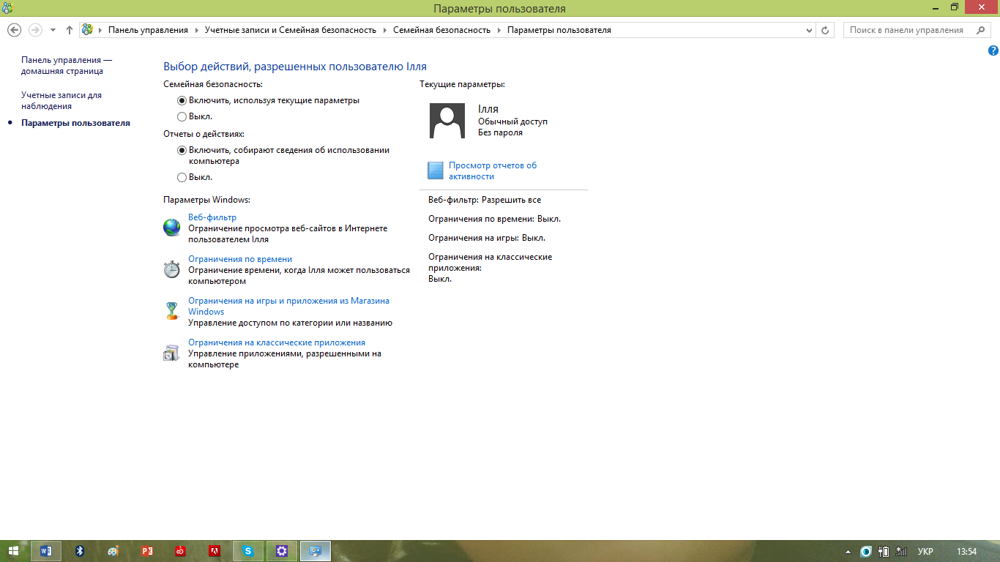 Параметры пользователя
Панель управления
Учетные записи и Семейная безопасность
Семейная безопасность
Параметры пользователя
Поиск в панели управления
Панель управления —
домашняя страница
Учетные записи для
наблюдения
Параметры пользователя
Выбор действий, разрешенных пользователю Ілля
Семейная безопасность:
Включить, используя текущие параметры
Выкл.
Отчеты о действиях:
Включить, собирают сведения об использовании
компьютера
Выкл.
Параметры Windows:
Веб-фильтр
Ограничение просмотра веб-сайтов в Интернете
пользователем Ілля
Ограничения по времени
Ограничение времени, когда Ілля может пользоваться
компьютером
Ограничения на игры и приложения из Магазина
Windows
Управление доступом по категории или названию
Ограничения на классические приложения
Управление приложениями, разрешенными на
компьютере
Текущие параметры:
Ілля
Обычный доступ
Без пароля
Просмотр отчетов об
активности
Веб-фильтр: Разрешить все
Ограничения по времени: Выкл.
Ограничения на игры: Выкл.
Ограничения на классические
приложения:
Выкл.
УКР
13:54